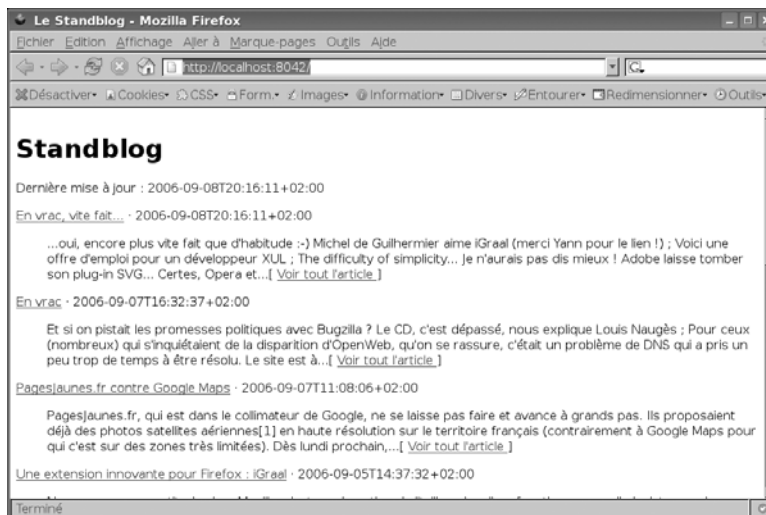 Le Standblog - Mozilla Firefox
Fichier Edition Affichage Aller à Marque-pages Outils Aide
http://localhost:8042/
Désactiver Cookies CSS Form. Images Information Divers Entourer Redimensionner Outils
Standblog
Dernière mise à jour : 2006-09-08T20:16:11+02:00
En vrac, vite fait... · 2006-09-08T20:16:11+02:00
...oui, encore plus vite fait que d'habitude :-) Michel de Guilhermier aime iGraal (merci Yann pour le lien !) ; Voici une
offre d'emploi pour un développeur XUL ; The difficulty of simplicity... Je n'aurais pas dis mieux ! Adobe laisse tomber
son plug-in SVG... Certes, Opera et...[ Voir tout l'article ]
En vrac · 2006-09-07T16:32:37+02:00
Et si on pistait les promesses politiques avec Bugzilla ? Le CD, c'est dépassé, nous explique Louis Naugès ; Pour ceux
(nombreux) qui s'inquiétaient de la disparition d'OpenWeb, qu'on se rassure, c'était un problème de DNS qui a pris un
peu trop de temps à être résolu. Le site est à...[ Voir tout l'article ]
PagesJaunes.fr contre Google Maps · 2006-09-07T11:08:06+02:00
PagesJaunes.fr, qui est dans le collimateur de Google, ne se laisse pas faire et avance à grands pas. Ils proposaient
déjà des photos satellites aériennes[1] en haute résolution sur le territoire français (contrairement à Google Maps pour
qui c'est sur des zones très limitées). Dès lundi prochain,...[ Voir tout l'article ]
Une extension innovante pour Firefox : iGraal · 2006-09-05T14:37:32+02:00
Terminé